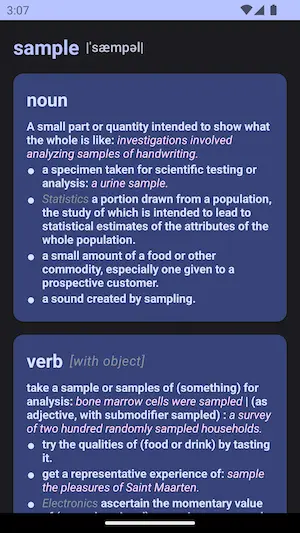 3:07
sample |ˈsæmpəl|
noun
A small part or quantity intended to show what
the whole is like: investigations involved
analyzing samples of handwriting.
● a specimen taken for scientific testing or
analysis: a urine sample.
● Statistics a portion drawn from a population,
the study of which is intended to lead to
statistical estimates of the attributes of the
whole population.
● a small amount of a food or other
commodity, especially one given to a
prospective customer.
● a sound created by sampling.
verb [with object]
take a sample or samples of (something) for
analysis: bone marrow cells were sampled | (as
adjective, with submodifier sampled) : a survey
of two hundred randomly sampled households.
● try the qualities of (food or drink) by tasting
it.
● get a representative experience of: sample
the pleasures of Saint Maarten.
● Electronics ascertain the momentary value